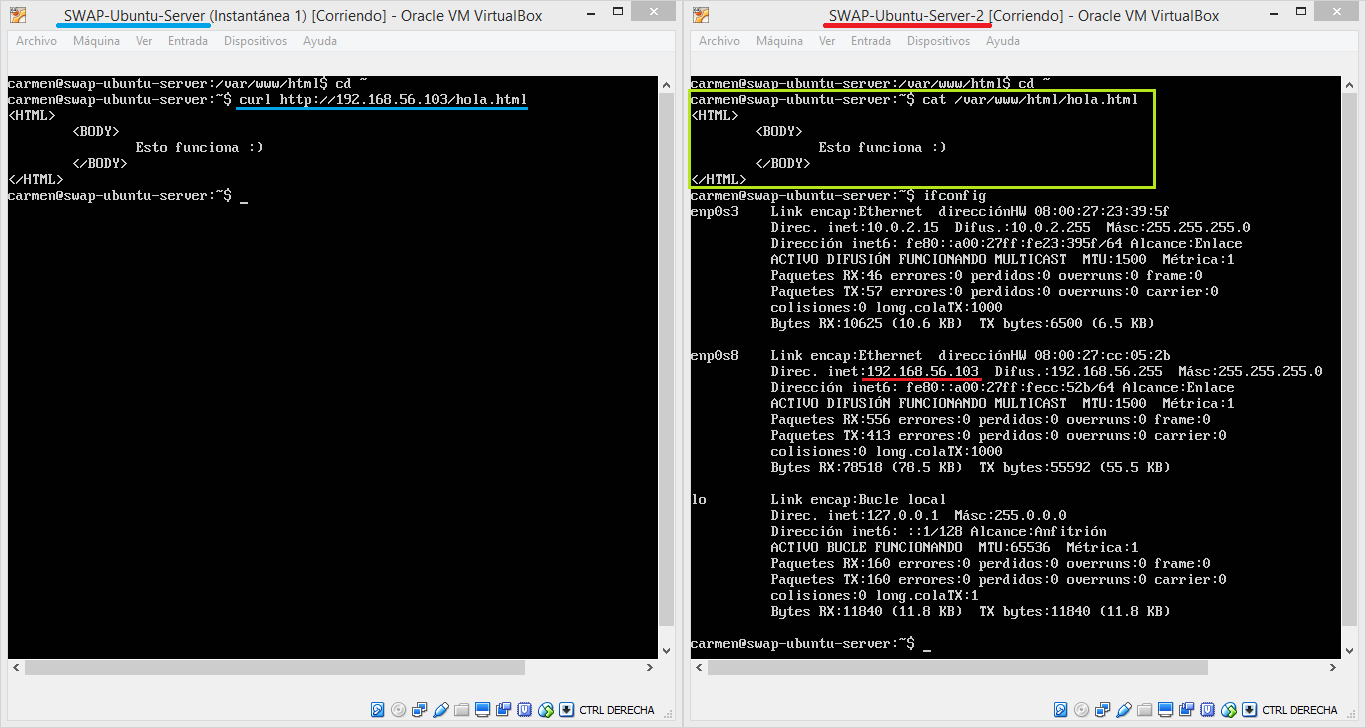 SWAP-Ubuntu-Server (Instantánea 1) [Corriendo] - Oracle VM VirtualBox
Archivo Máquina Ver Entrada Dispositivos Ayuda
carmen@swap-ubuntu-server:/var/www/html$ cd ~
carmen@swap-ubuntu-server:~$ curl http://192.168.56.103/hola.html
<HTML>
<BODY>
Esto funciona :)
</BODY>
</HTML>
carmen@swap-ubuntu-server:~$ _
CTRL DERECHA
SWAP-Ubuntu-Server-2 [Corriendo] - Oracle VM VirtualBox
Archivo Máquina Ver Entrada Dispositivos Ayuda
carmen@swap-ubuntu-server:/var/www/html$ cd ~
carmen@swap-ubuntu-server:~$ cat /var/www/html/hola.html
<HTML>
<BODY>
Esto funciona :)
</BODY>
</HTML>
carmen@swap-ubuntu-server:~$ ifconfig
enp0s3 Link encap:Ethernet direcciónHW 08:00:27:23:39:5f
Direc. inet:10.0.2.15 Difus.:10.0.2.255 Másc:255.255.255.0
Dirección inet6: fe80::a00:27ff:fe23:395f/64 Alcance:Enlace
ACTIVO DIFUSIÓN FUNCIONANDO MULTICAST MTU:1500 Métrica:1
Paquetes RX:46 errores:0 perdidos:0 overruns:0 frame:0
Paquetes TX:57 errores:0 perdidos:0 overruns:0 carrier:0
colisiones:0 long.colaTX:1000
Bytes RX:10625 (10.6 KB) TX bytes:6500 (6.5 KB)
enp0s8 Link encap:Ethernet direcciónHW 08:00:27:cc:05:2b
Direc. inet:192.168.56.103 Difus.:192.168.56.255 Másc:255.255.255.0
Dirección inet6: fe80::a00:27ff:fecc:52b/64 Alcance:Enlace
ACTIVO DIFUSIÓN FUNCIONANDO MULTICAST MTU:1500 Métrica:1
Paquetes RX:556 errores:0 perdidos:0 overruns:0 frame:0
Paquetes TX:413 errores:0 perdidos:0 overruns:0 carrier:0
colisiones:0 long.colaTX:1000
Bytes RX:78518 (78.5 KB) TX bytes:55592 (55.5 KB)
lo Link encap:Bucle local
Direc. inet:127.0.0.1 Másc:255.0.0.0
Dirección inet6: ::1/128 Alcance:Anfitrión
ACTIVO BUCLE FUNCIONANDO MTU:65536 Métrica:1
Paquetes RX:160 errores:0 perdidos:0 overruns:0 frame:0
Paquetes TX:160 errores:0 perdidos:0 overruns:0 carrier:0
colisiones:0 long.colaTX:1
Bytes RX:11840 (11.8 KB) TX bytes:11840 (11.8 KB)
carmen@swap-ubuntu-server:~$ _
CTRL DERECHA